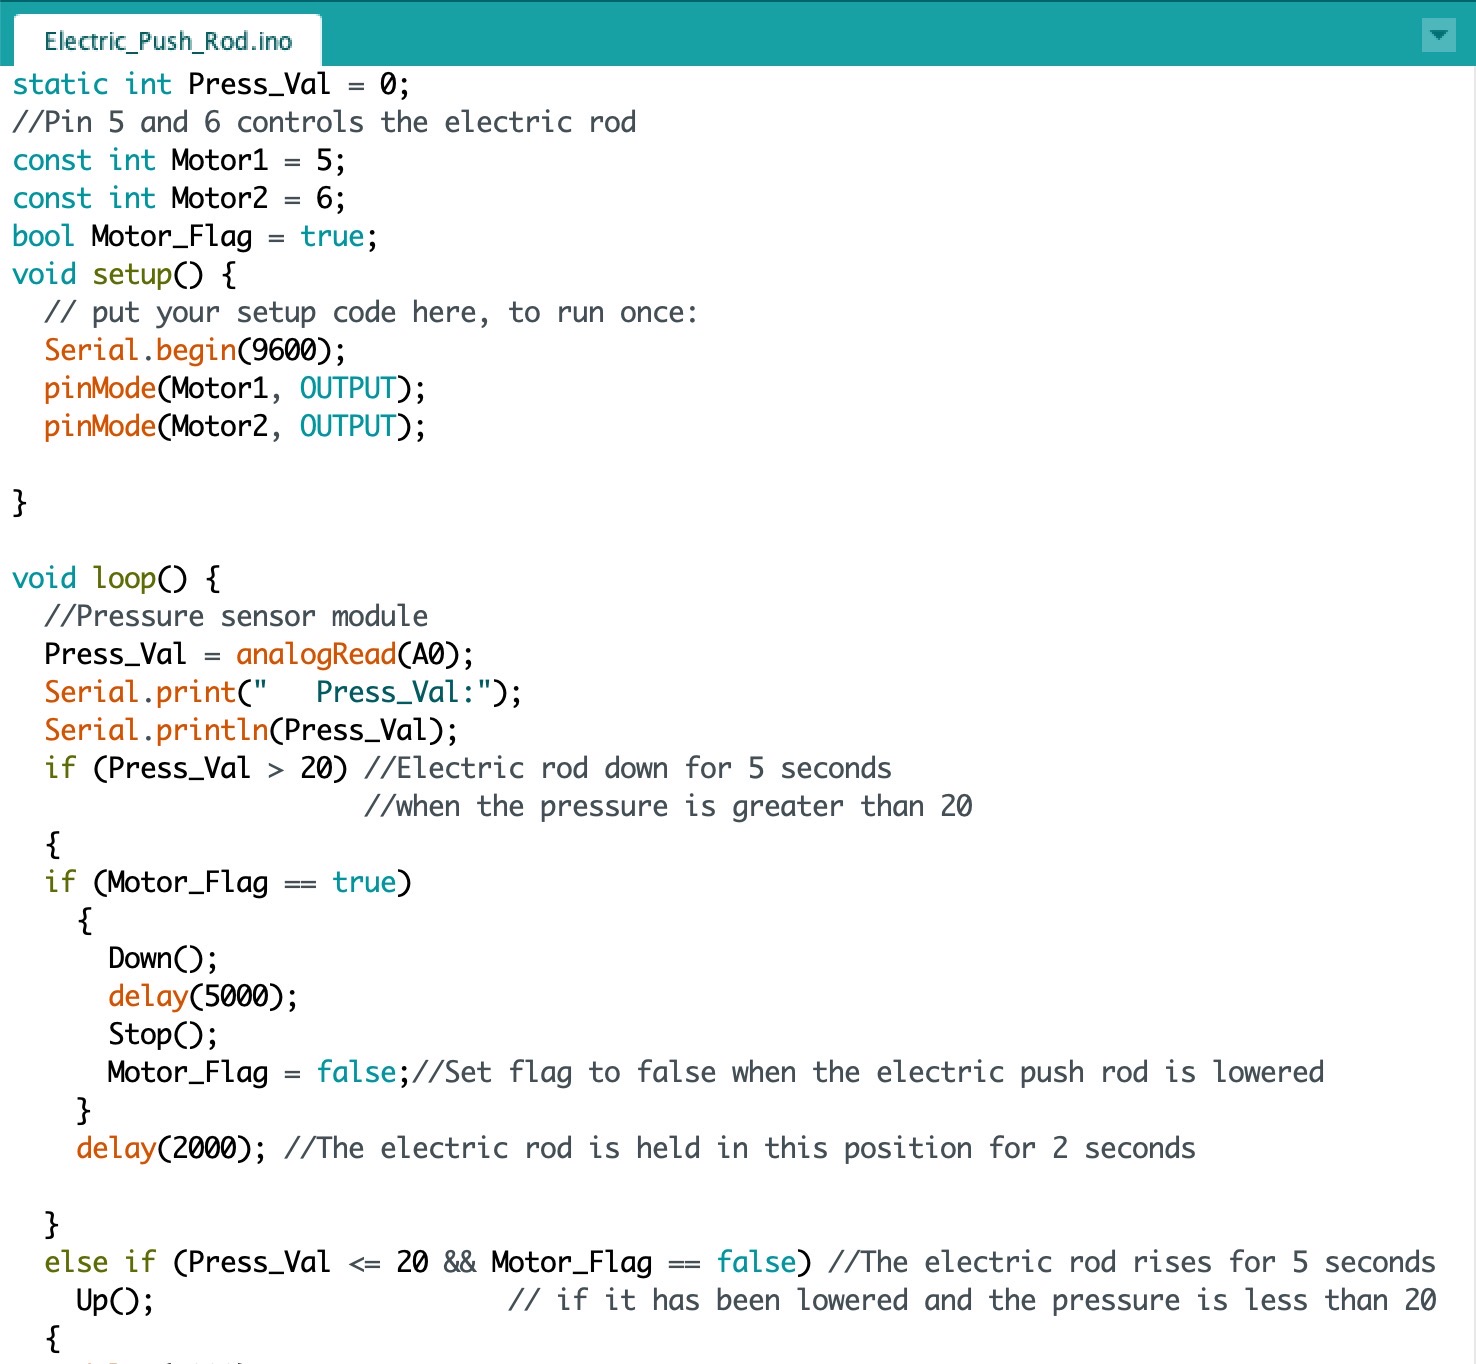 Electric_Push_Rod.ino
static int Press_Val = 0;
//Pin 5 and 6 controls the electric rod
const int Motor1 = 5;
const int Motor2 = 6;
bool Motor_Flag = true;
void setup() {
  // put your setup code here, to run once:
  Serial.begin(9600);
  pinMode(Motor1, OUTPUT);
  pinMode(Motor2, OUTPUT);
}
void loop() {
  //Pressure sensor module
  Press_Val = analogRead(A0);
  Serial.print("   Press_Val:");
  Serial.println(Press_Val);
  if (Press_Val > 20) //Electric rod down for 5 seconds
                      //when the pressure is greater than 20
  {
  if (Motor_Flag == true)
    {
      Down();
      delay(5000);
      Stop();
      Motor_Flag = false;//Set flag to false when the electric push rod is lowered
    }
    delay(2000); //The electric rod is held in this position for 2 seconds
  }
  else if (Press_Val <= 20 && Motor_Flag == false) //The electric rod rises for 5 seconds
    Up();                      // if it has been lowered and the pressure is less than 20
  {